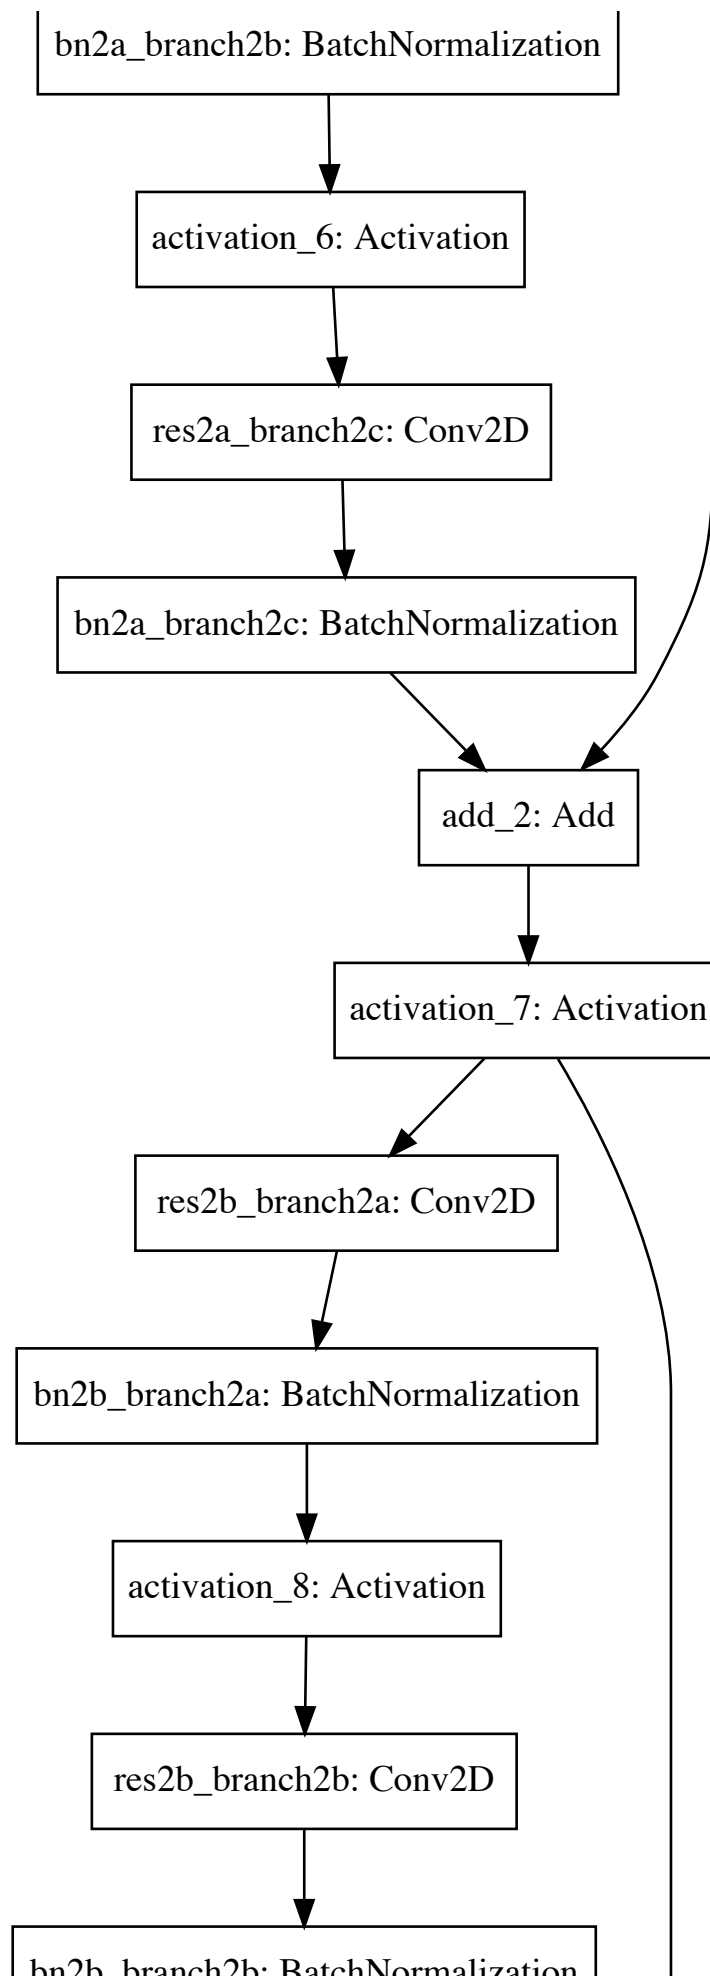 bn2a_branch2b: BatchNormalization
activation_6: Activation
res2a_branch2c: Conv2D
bn2a_branch2c: BatchNormalization
add_2: Add
activation_7: Activation
res2b_branch2a: Conv2D
bn2b_branch2a: BatchNormalization
activation_8: Activation
res2b_branch2b: Conv2D
bn2b_branch2b: BatchNormalization